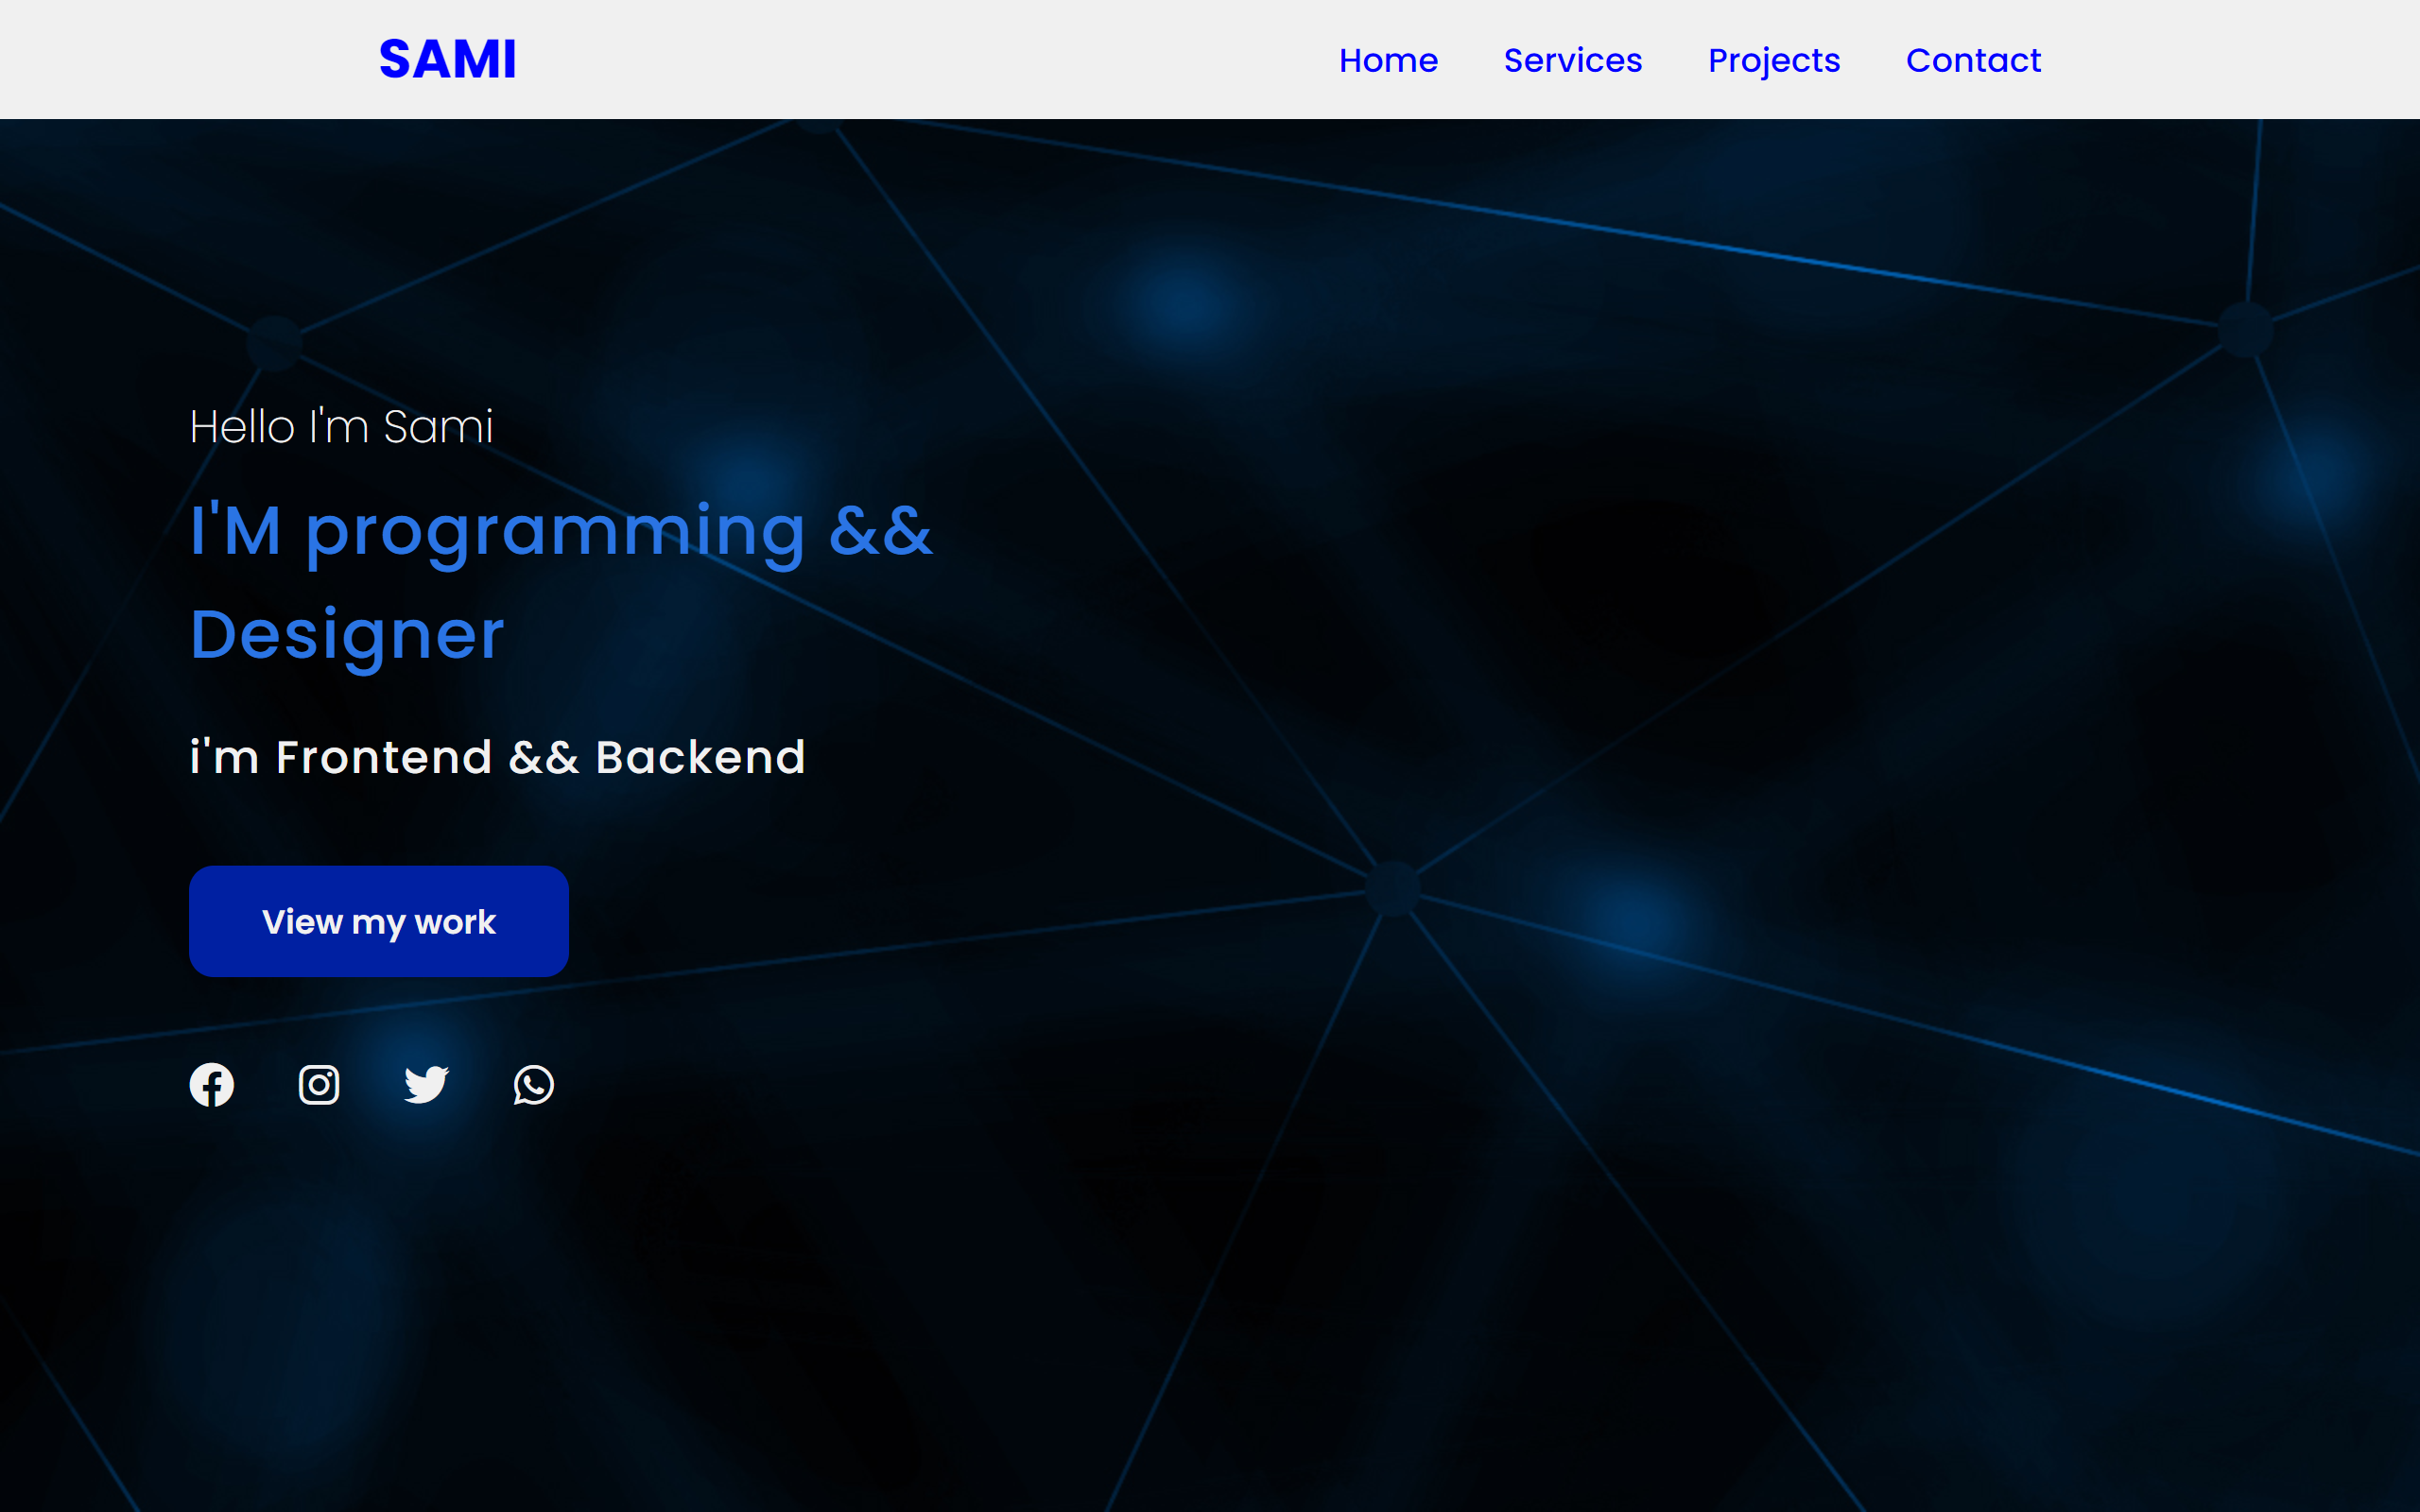 SAMI
Home Services Projects Contact
Hello I'm Sami
I'M programming &&
Designer
i'm Frontend && Backend
View my work